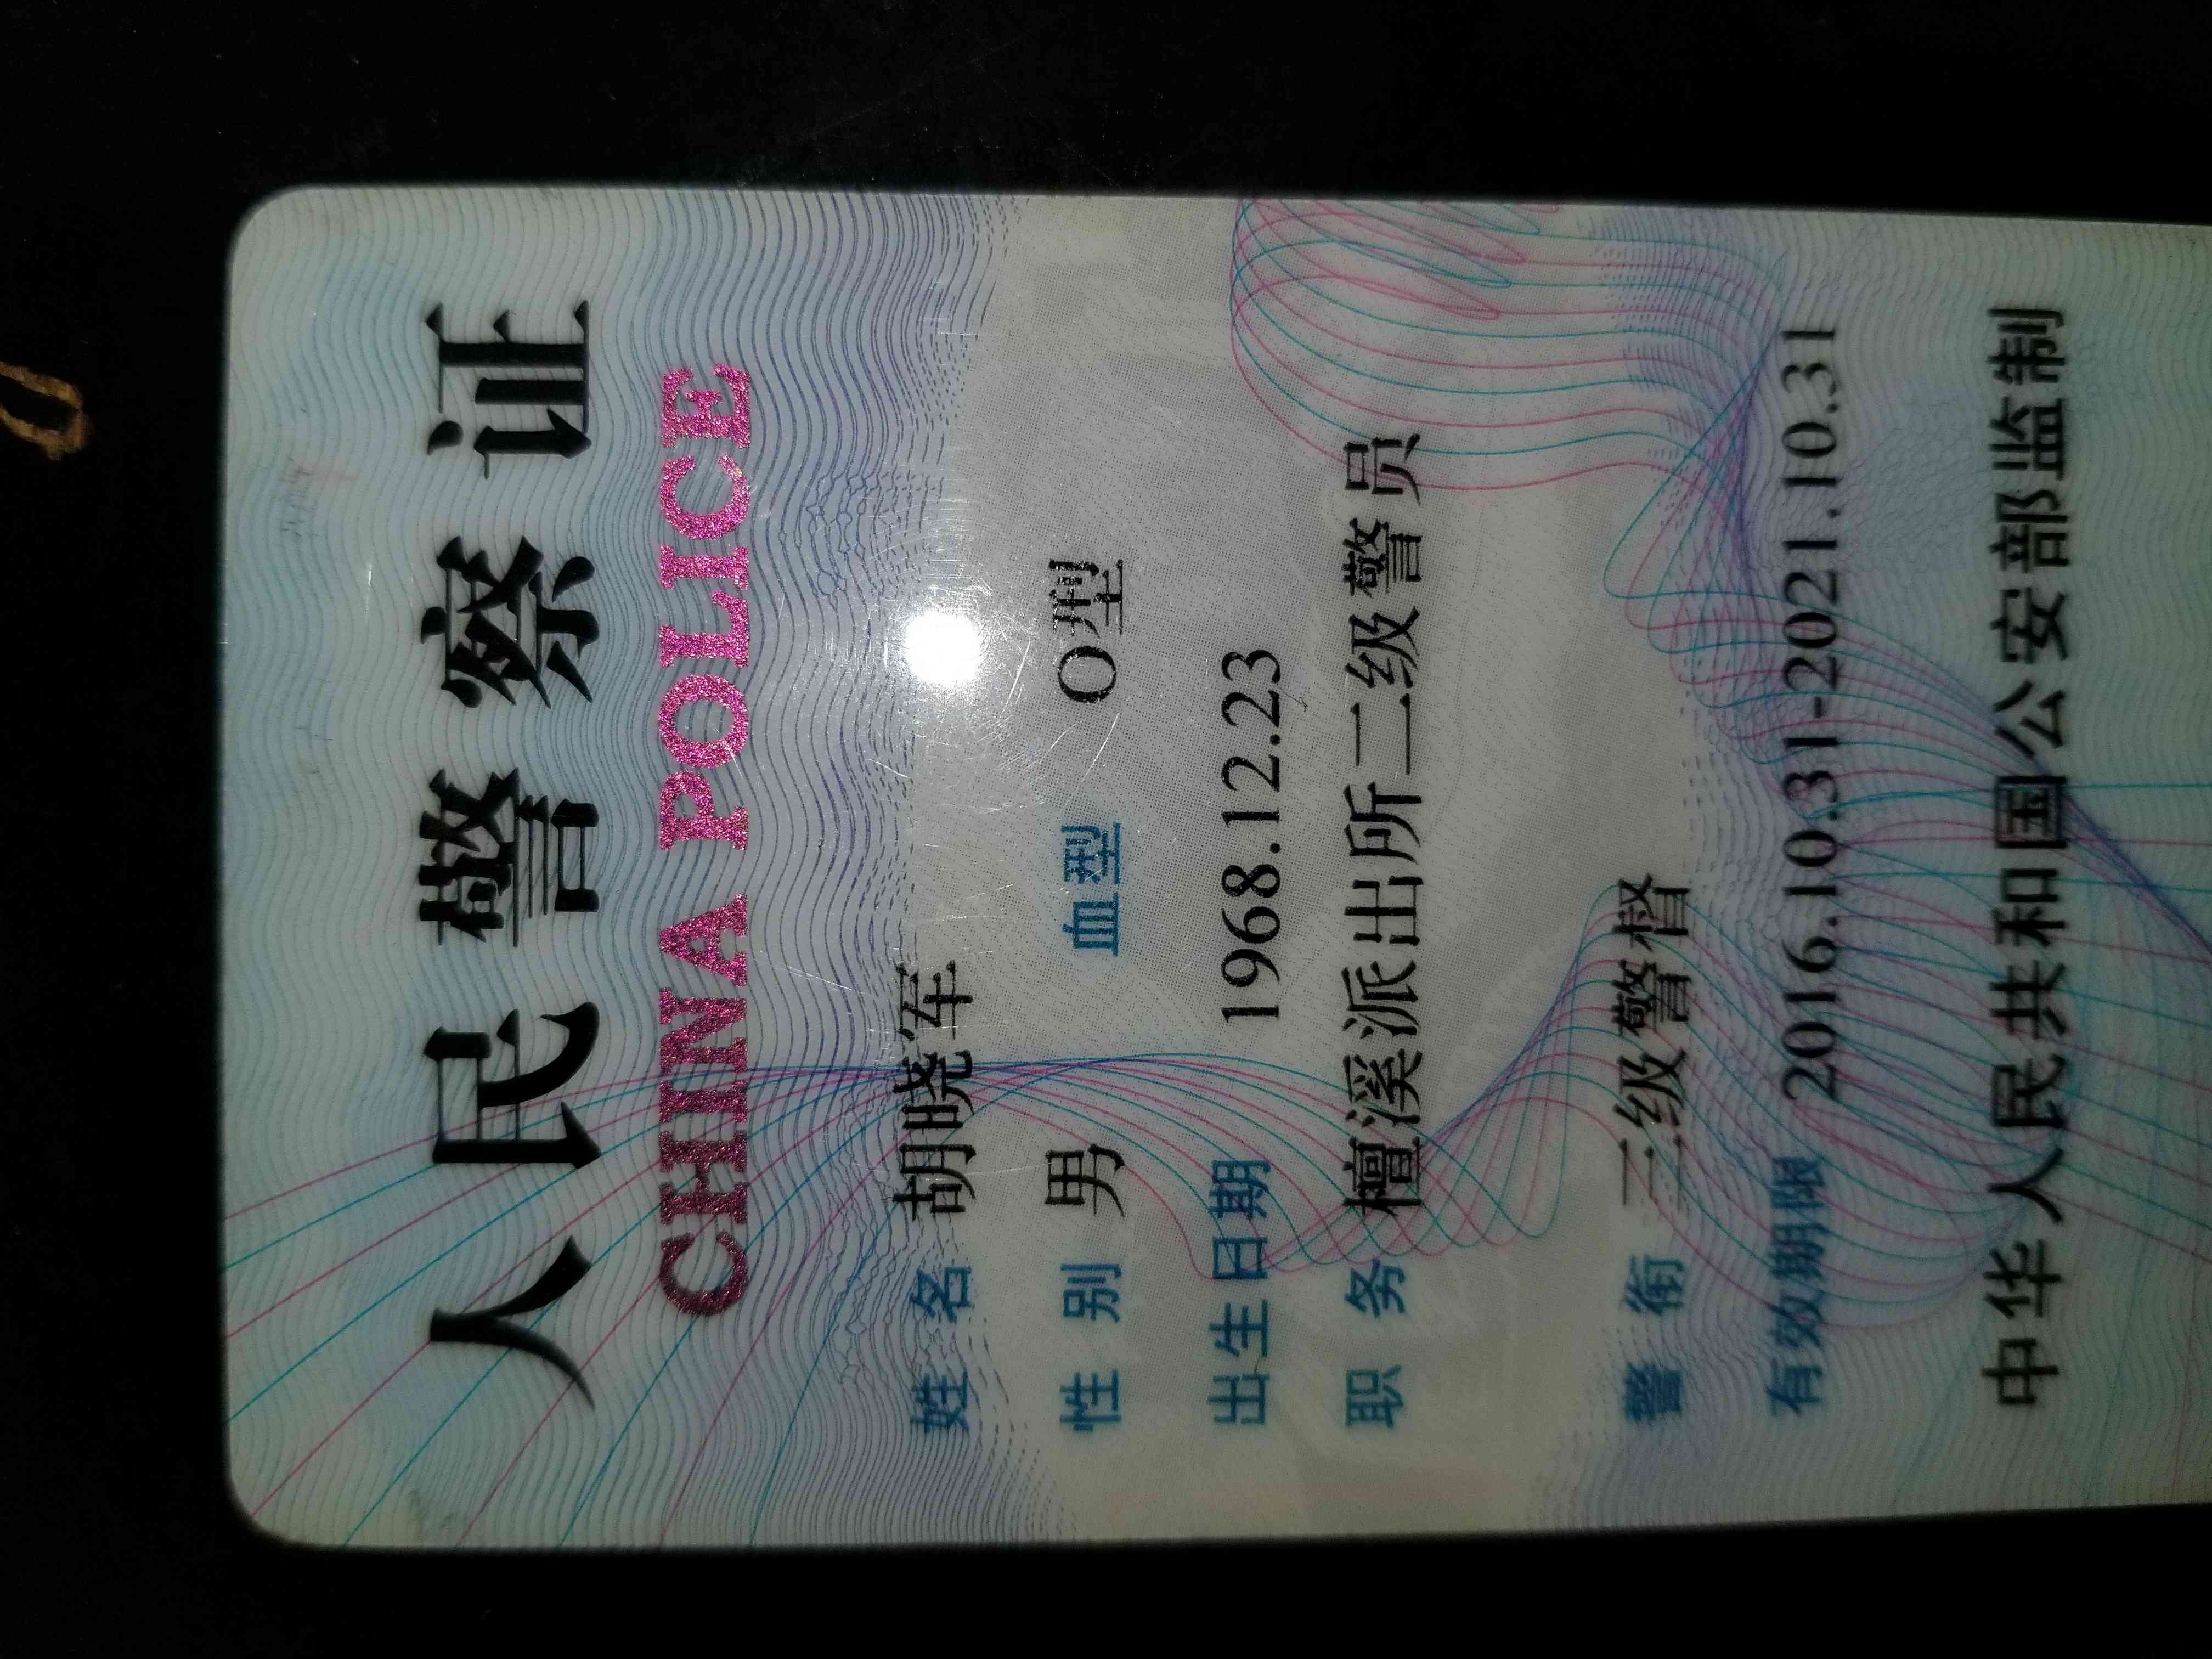 人民警察证
CHINA POLICE
姓名 胡晓军
性别 男 血型 O型
出生日期 1968.12.23
职务 檀溪派出所二级警员
警衔 三级警督
有效期限 2016.10.31-2021.10.31
中华人民共和国公安部监制